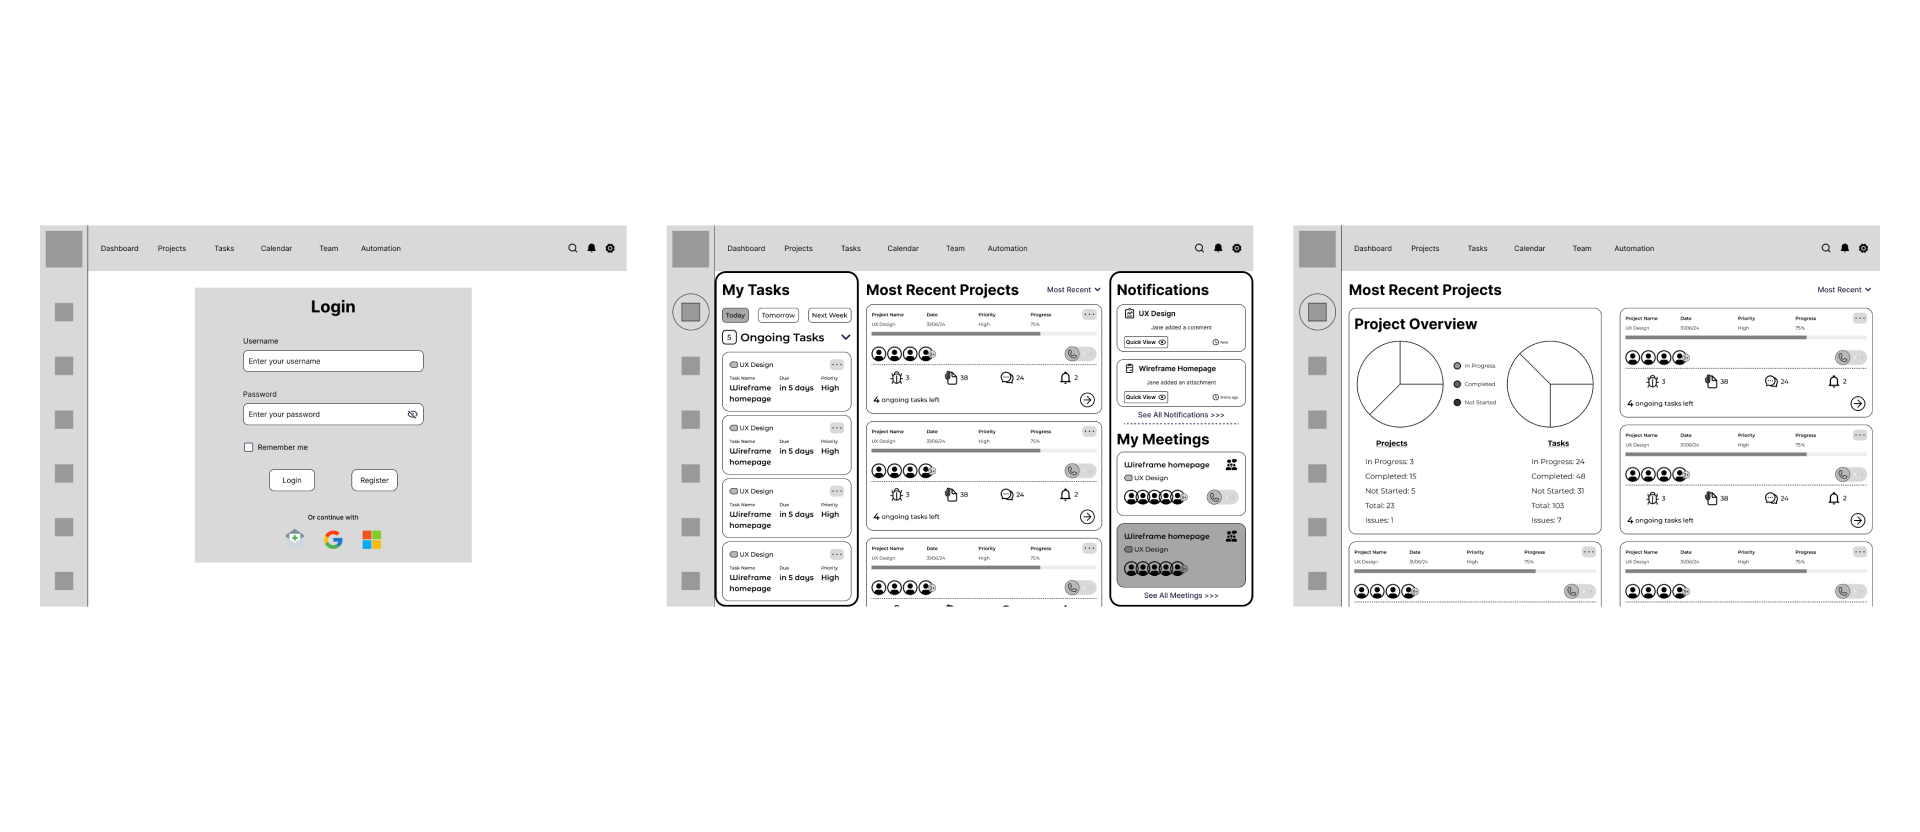 Dashboard Projects Tasks Calendar Team Automation
Login
Username
Enter your username
Password
Enter your password
Remember me
Login Register
Or continue with
Dashboard Projects Tasks Calendar Team Automation
My Tasks
Today Tomorrow Next Week
5 Ongoing Tasks
UX Design
Task Name Due Priority
Wireframe in 5 days High
homepage
UX Design
Task Name Due Priority
Wireframe in 5 days High
homepage
UX Design
Task Name Due Priority
Wireframe in 5 days High
homepage
UX Design
Task Name Due Priority
Wireframe in 5 days High
homepage
Most Recent Projects Most Recent
Project Name Date Priority Progress
UX Design 31/06/24 High 75%
3 38 24 2
4 ongoing tasks left
Project Name Date Priority Progress
UX Design 31/06/24 High 75%
3 38 24 2
4 ongoing tasks left
Project Name Date Priority Progress
UX Design 31/06/24 High 75%
Notifications
UX Design
Jane added a comment
Quick View Now
Wireframe Homepage
Jane added an attachment
Quick View 5mins ago
See All Notifications >>>
My Meetings
Wireframe homepage
UX Design
Wireframe homepage
UX Design
See All Meetings >>>
Dashboard Projects Tasks Calendar Team Automation
Most Recent Projects Most Recent
Project Overview
In Progress
Completed
Not Started
Projects
In Progress: 3
Completed: 15
Not Started: 5
Total: 23
Issues: 1
Tasks
In Progress: 24
Completed: 48
Not Started: 31
Total: 103
Issues: 7
Project Name Date Priority Progress
UX Design 31/06/24 High 75%
Project Name Date Priority Progress
UX Design 31/06/24 High 75%
3 38 24 2
4 ongoing tasks left
Project Name Date Priority Progress
UX Design 31/06/24 High 75%
3 38 24 2
4 ongoing tasks left
Project Name Date Priority Progress
UX Design 31/06/24 High 75%